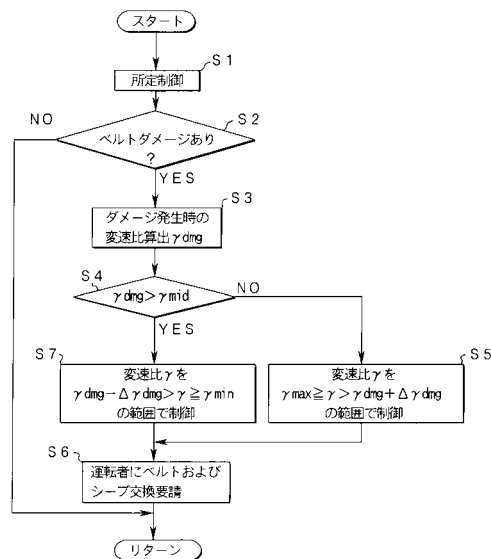 スタート
S1
所定制御
NO
S2
ベルトダメージあり
?
YES
S3
ダメージ発生時の
変速比算出γdmg
S4
γdmg>γmid
NO
YES
S7
変速比γを
γdmg－Δγdmg>γ≧γmin
の範囲で制御
S5
変速比γを
γmax≧γ>γdmg＋Δγdmg
の範囲で制御
S6
運転者にベルトおよび
シーブ交換要請
リターン